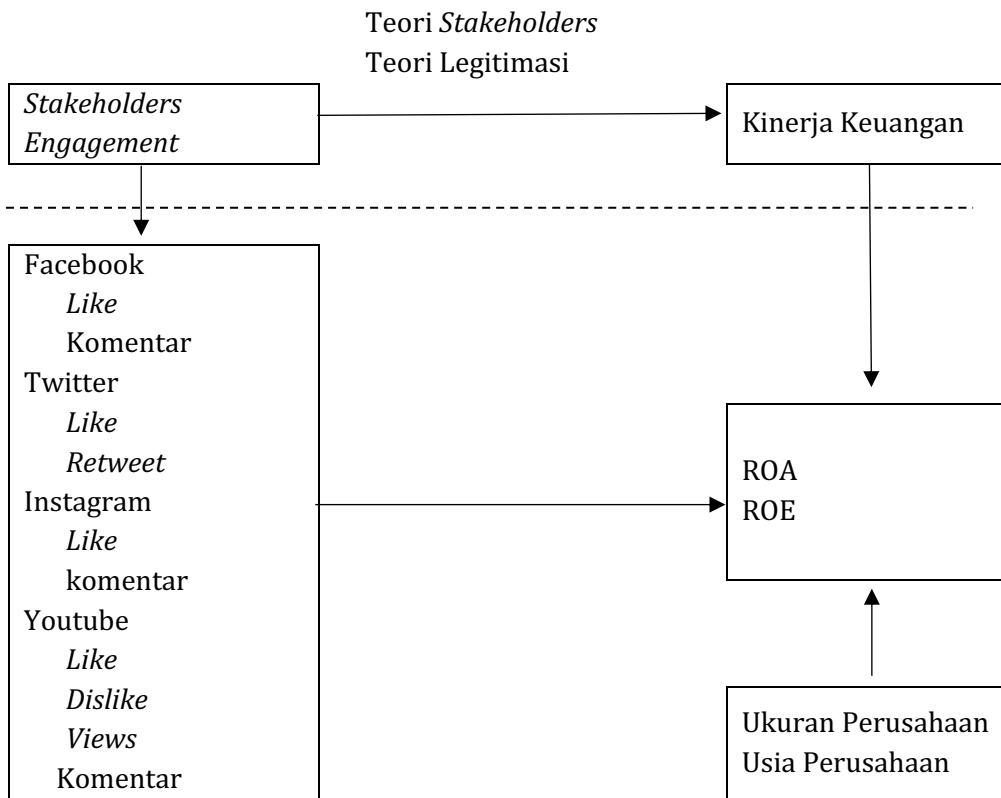 Teori Stakeholders
Teori Legitimasi
Stakeholders
Engagement
Kinerja Keuangan
Facebook
Like
Komentar
Twitter
Like
Retweet
Instagram
Like
komentar
Youtube
Like
Dislike
Views
Komentar
ROA
ROE
Ukuran Perusahaan
Usia Perusahaan